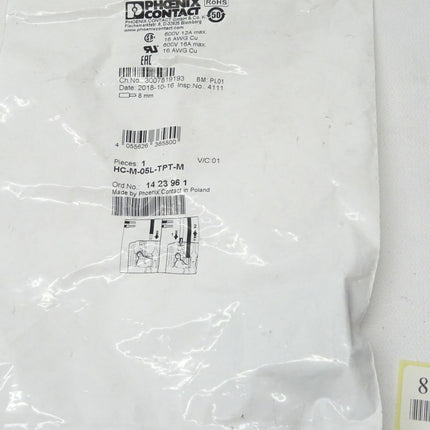 PHOENIX
CONTACT
RoHS
50
PHOENIX CONTACT GmbH & Co. KG
Flachsmarktstr. 8, D-32825 Blomberg
www.phoenixcontact.com
600V 12A max.
16 AWG Cu
600V 16A max.
16 AWG Cu
EAC
Ch.No.: 3007819193 BM: PL01
Date: 2018-10-16 Insp.No.: 4111
8 mm
4 055626 385800
Pieces: 1 V/C:01
HC-M-05L-TPT-M
Ord.No.: 14 23 96 1
Made by Phoenix Contact in Poland
8